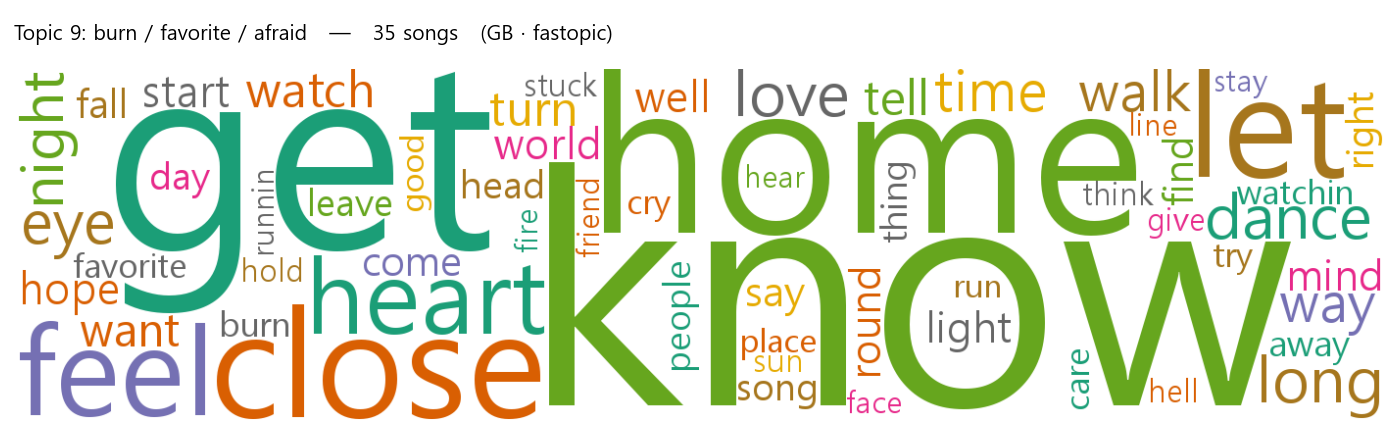 Topic 9: burn / favorite / afraid — 35 songs (GB · fastopic)
night
fall
start
watch
get
stuck
turn
well
love
tell
time
walk
let
stay
right
home
world
line
day
good
head
hear
thing
find
think
watchin
runnin
leave
fire
friend
cry
give
dance
eye
favorite
hold
come
heart
know
people
say
run
try
mind
hope
way
want
burn
feel
close
place
sun
song
round
light
face
care
hell
away
long